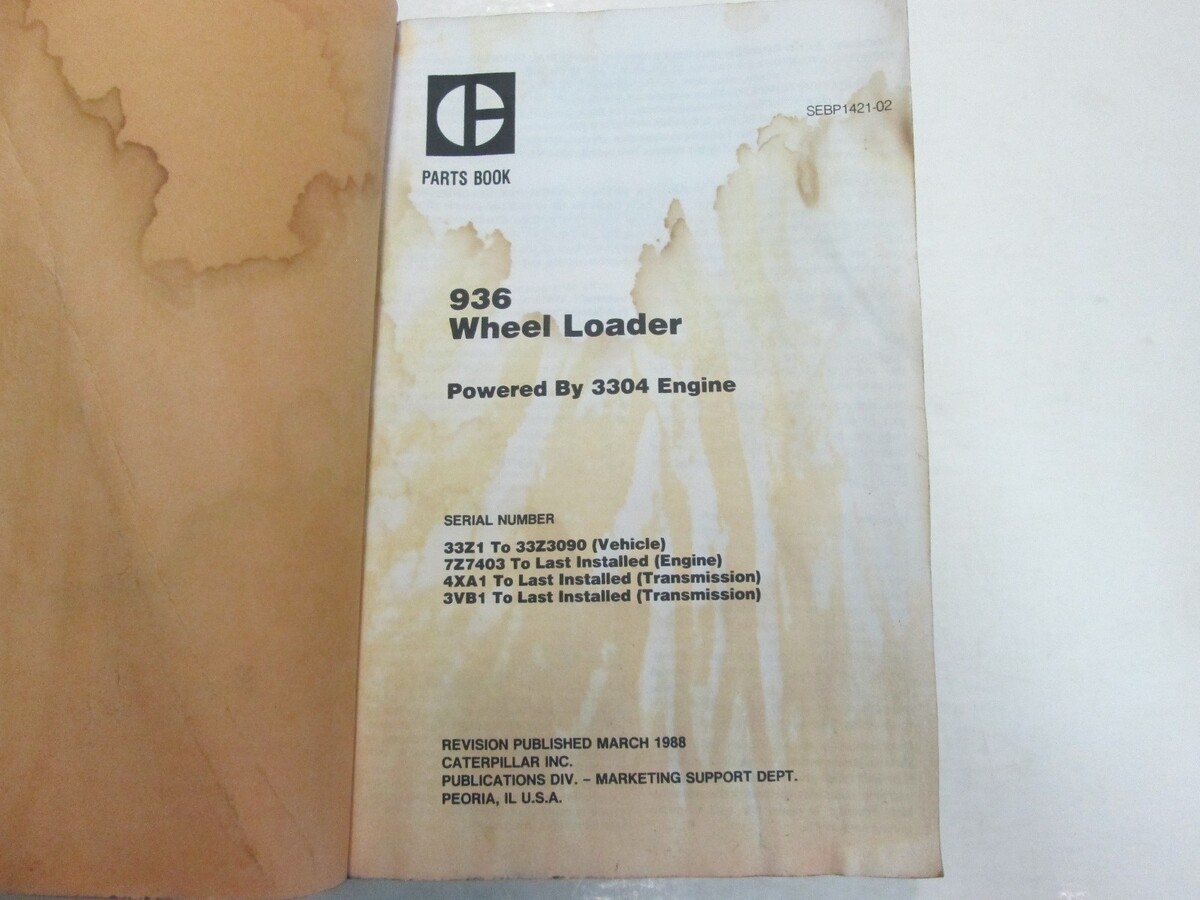 SEBP1421-02
PARTS BOOK
936
Wheel Loader
Powered By 3304 Engine
SERIAL NUMBER
33Z1 To 33Z3090 (Vehicle)
7Z7403 To Last Installed (Engine)
4XA1 To Last Installed (Transmission)
3VB1 To Last Installed (Transmission)
REVISION PUBLISHED MARCH 1988
CATERPILLAR INC.
PUBLICATIONS DIV. – MARKETING SUPPORT DEPT.
PEORIA, IL U.S.A.